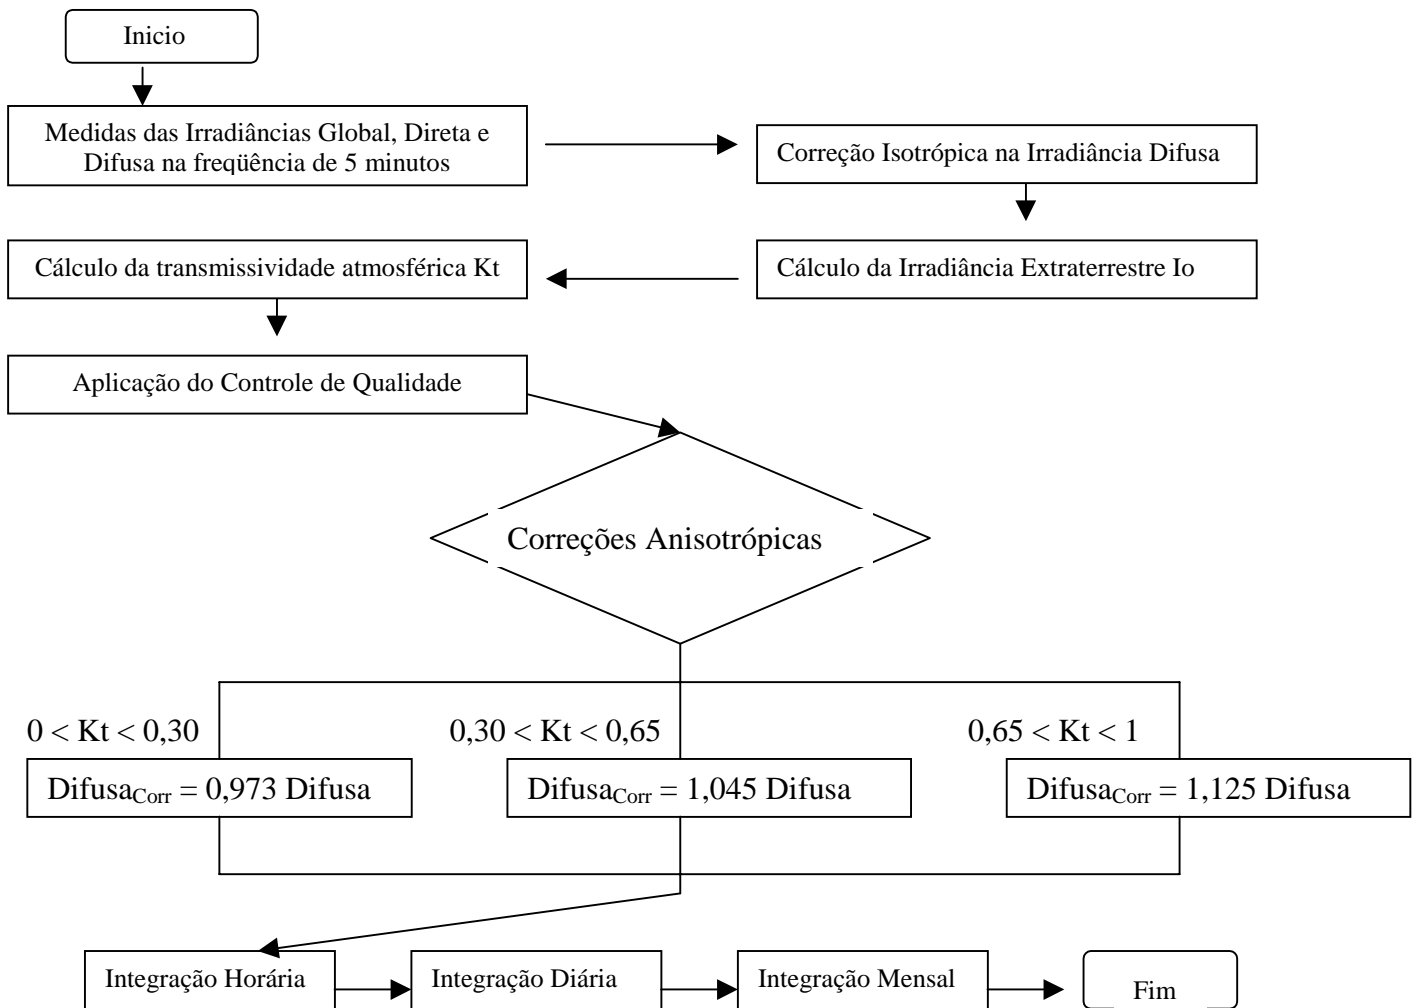 Inicio
Medidas das Irradiâncias Global, Direta e
Difusa na freqüência de 5 minutos
Correção Isotrópica na Irradiância Difusa
Cálculo da transmissividade atmosférica Kt
Cálculo da Irradiância Extraterrestre Io
Aplicação do Controle de Qualidade
Correções Anisotrópicas
0 < Kt < 0,30
0,30 < Kt < 0,65
0,65 < Kt < 1
Difusa_Corr = 0,973 Difusa
Difusa_Corr = 1,045 Difusa
Difusa_Corr = 1,125 Difusa
Integração Horária
Integração Diária
Integração Mensal
Fim